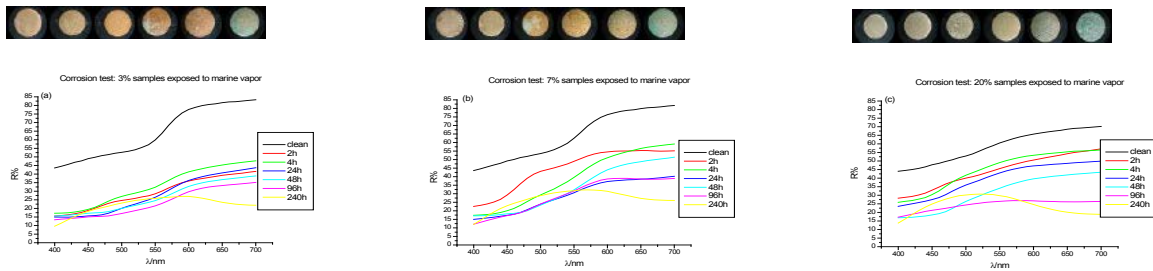 Corrosion test: 3% samples exposed to marine vapor
(a)
85
80
75
70
65
60
55
50
45
40
35
30
25
20
15
10
5
0
R%
400 450 500 550 600 650 700
λ/nm
clean
2h
4h
24h
48h
96h
240h
Corrosion test: 7% samples exposed to marine vapor
(b)
85
80
75
70
65
60
55
50
45
40
35
30
25
20
15
10
5
0
R%
400 450 500 550 600 650 700
λ/nm
clean
2h
4h
24h
48h
96h
240h
Corrosion test: 20% samples exposed to marine vapor
(c)
85
80
75
70
65
60
55
50
45
40
35
30
25
20
15
10
5
0
R%
400 450 500 550 600 650 700
λ/nm
clean
2h
4h
24h
48h
96h
240h